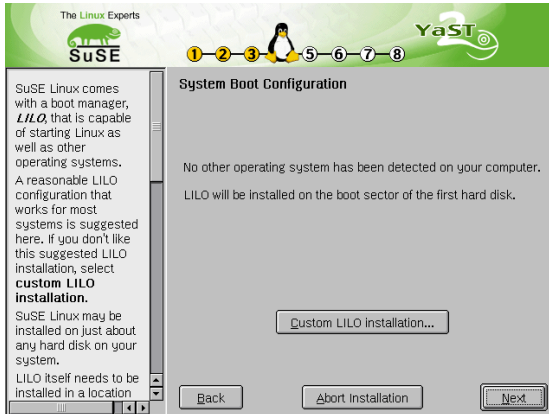 The Linux Experts
SuSE
1 2 3 5 6 7 8
YaST 2
SuSE Linux comes
with a boot manager,
LILO, that is capable
of starting Linux as
well as other
operating systems.
A reasonable LILO
configuration that
works for most
systems is suggested
here. If you don't like
this suggested LILO
installation, select
custom LILO
installation.
SuSE Linux may be
installed on just about
any hard disk on your
system.
LILO itself needs to be
installed in a location
System Boot Configuration
No other operating system has been detected on your computer.
LILO will be installed on the boot sector of the first hard disk.
Custom LILO installation...
Back
Abort Installation
Next